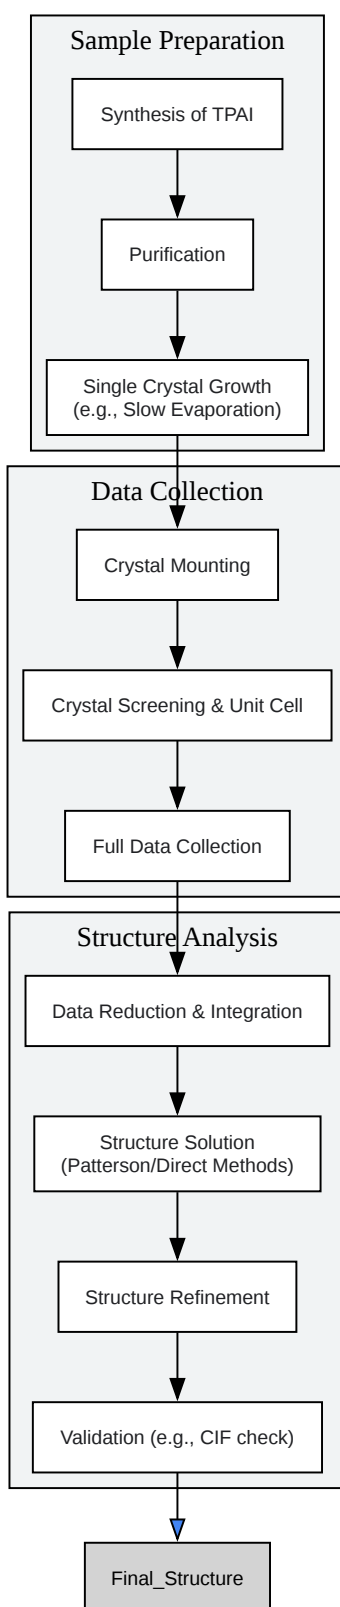 Sample Preparation
Synthesis of TPAI
Purification
Single Crystal Growth
(e.g., Slow Evaporation)
Data Collection
Crystal Mounting
Crystal Screening & Unit Cell
Full Data Collection
Structure Analysis
Data Reduction & Integration
Structure Solution
(Patterson/Direct Methods)
Structure Refinement
Validation (e.g., CIF check)
Final_Structure